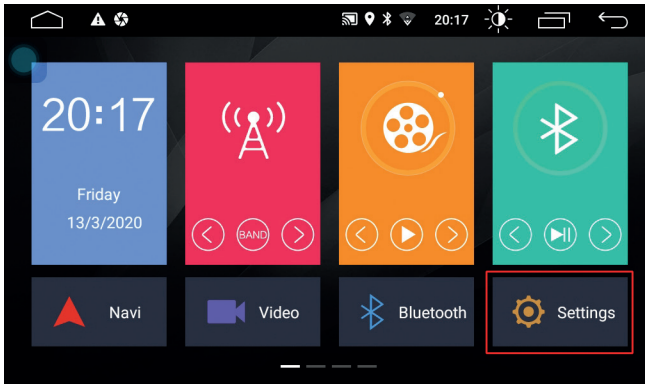 20:17
20:17
Friday
13/3/2020
BAND
Navi
Video
Bluetooth
Settings